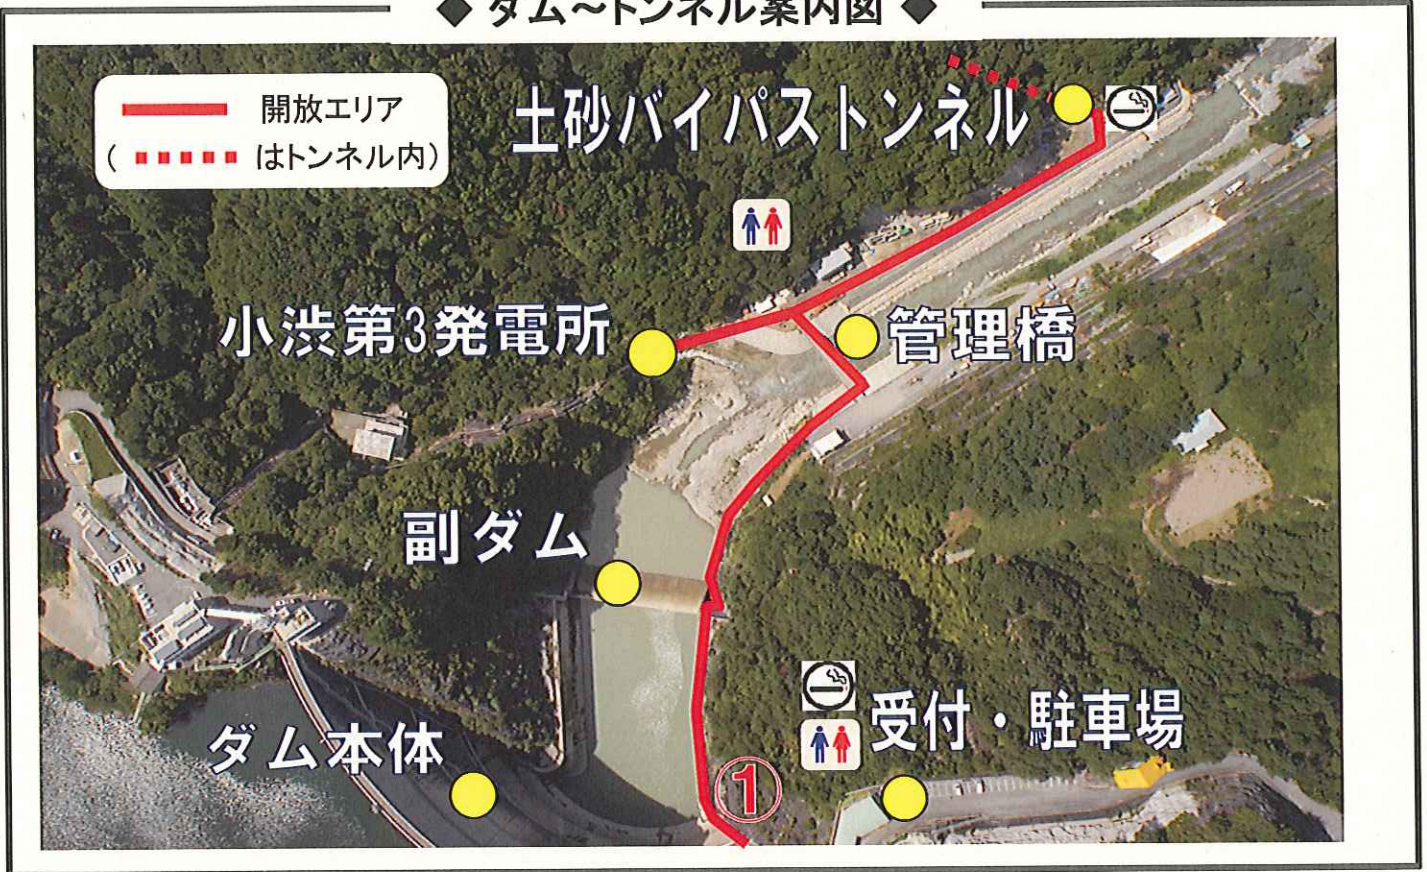 ◆ ダム～トンネル案内図 ◆
開放エリア
( はトンネル内)
土砂バイパストンネル
小渋第3発電所
管理橋
副ダム
受付・駐車場
ダム本体
①